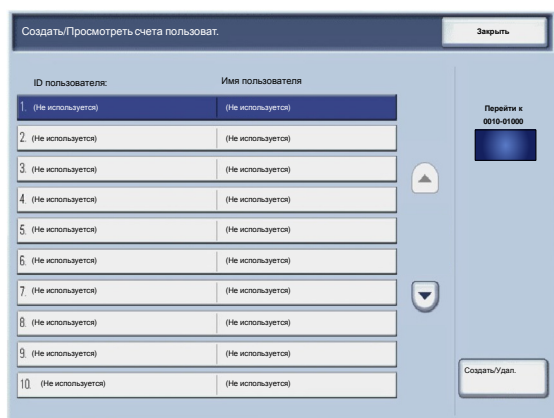 Создать/Просмотреть счета пользоват.
Закрыть
ID пользователя:
Имя пользователя
1. (Не используется) (Не используется)
2. (Не используется) (Не используется)
3. (Не используется) (Не используется)
4. (Не используется) (Не используется)
5. (Не используется) (Не используется)
6. (Не используется) (Не используется)
7. (Не используется) (Не используется)
8. (Не используется) (Не используется)
9. (Не используется) (Не используется)
10. (Не используется) (Не используется)
Перейти к
0010-01000
Создать/Удал.